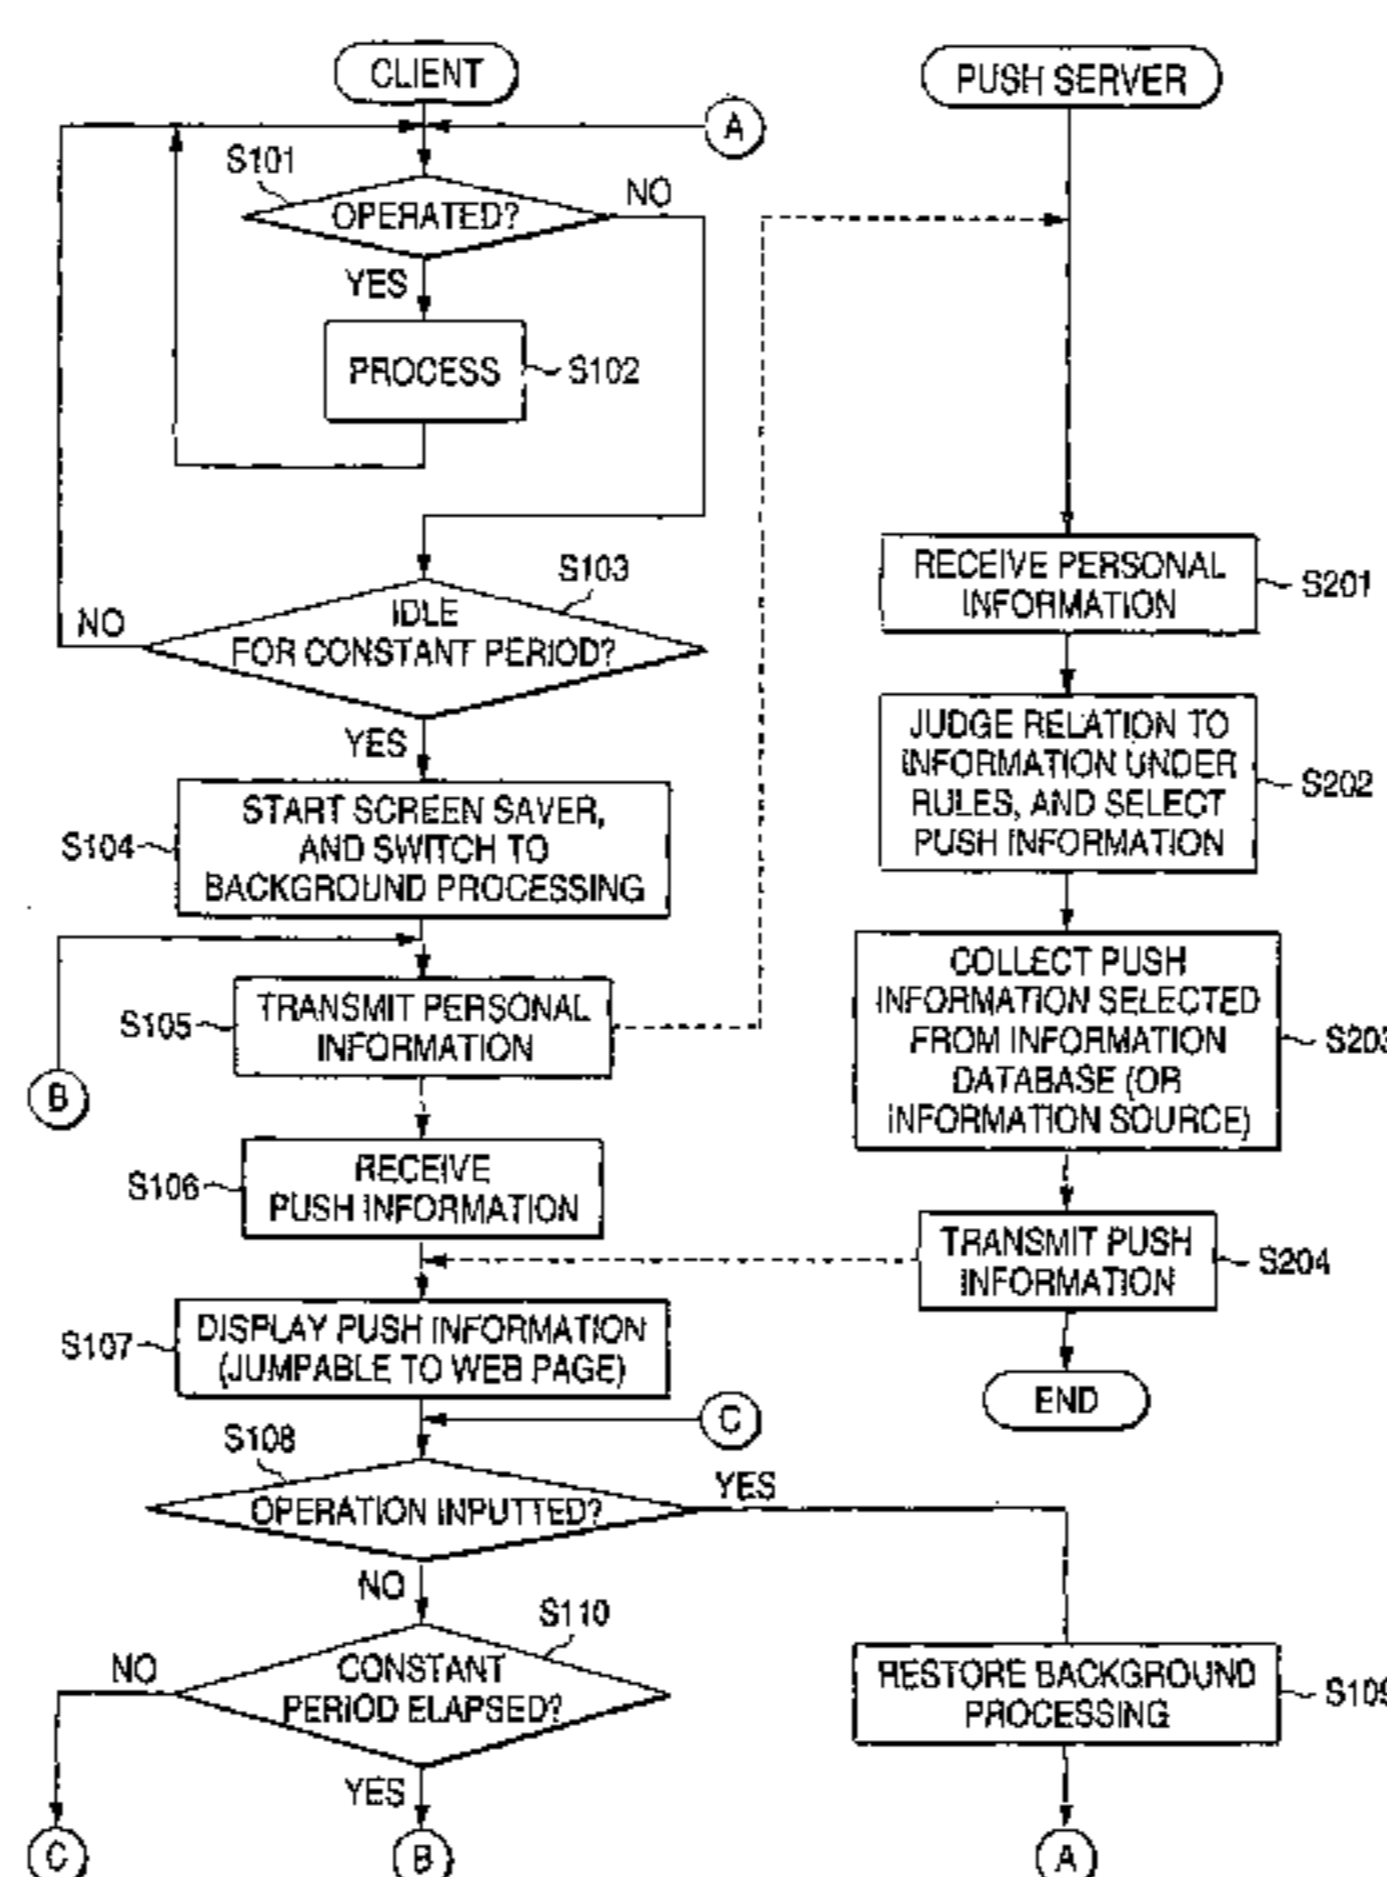 CLIENT
A
S101
OPERATED?
NO
YES
PROCESS
S102
S103
IDLE
FOR CONSTANT PERIOD?
NO
YES
START SCREEN SAVER,
AND SWITCH TO
BACKGROUND PROCESSING
S104
B
TRANSMIT PERSONAL
INFORMATION
S105
RECEIVE
PUSH INFORMATION
S106
DISPLAY PUSH INFORMATION
(JUMPABLE TO WEB PAGE)
S107
C
S108
OPERATION INPUTTED?
YES
NO
S110
CONSTANT
PERIOD ELAPSED?
NO
YES
C
B
PUSH SERVER
RECEIVE PERSONAL
INFORMATION
S201
JUDGE RELATION TO
INFORMATION UNDER
RULES, AND SELECT
PUSH INFORMATION
S202
COLLECT PUSH
INFORMATION SELECTED
FROM INFORMATION
DATABASE (OR
INFORMATION SOURCE)
S203
TRANSMIT PUSH
INFORMATION
S204
END
RESTORE BACKGROUND
PROCESSING
S109
A